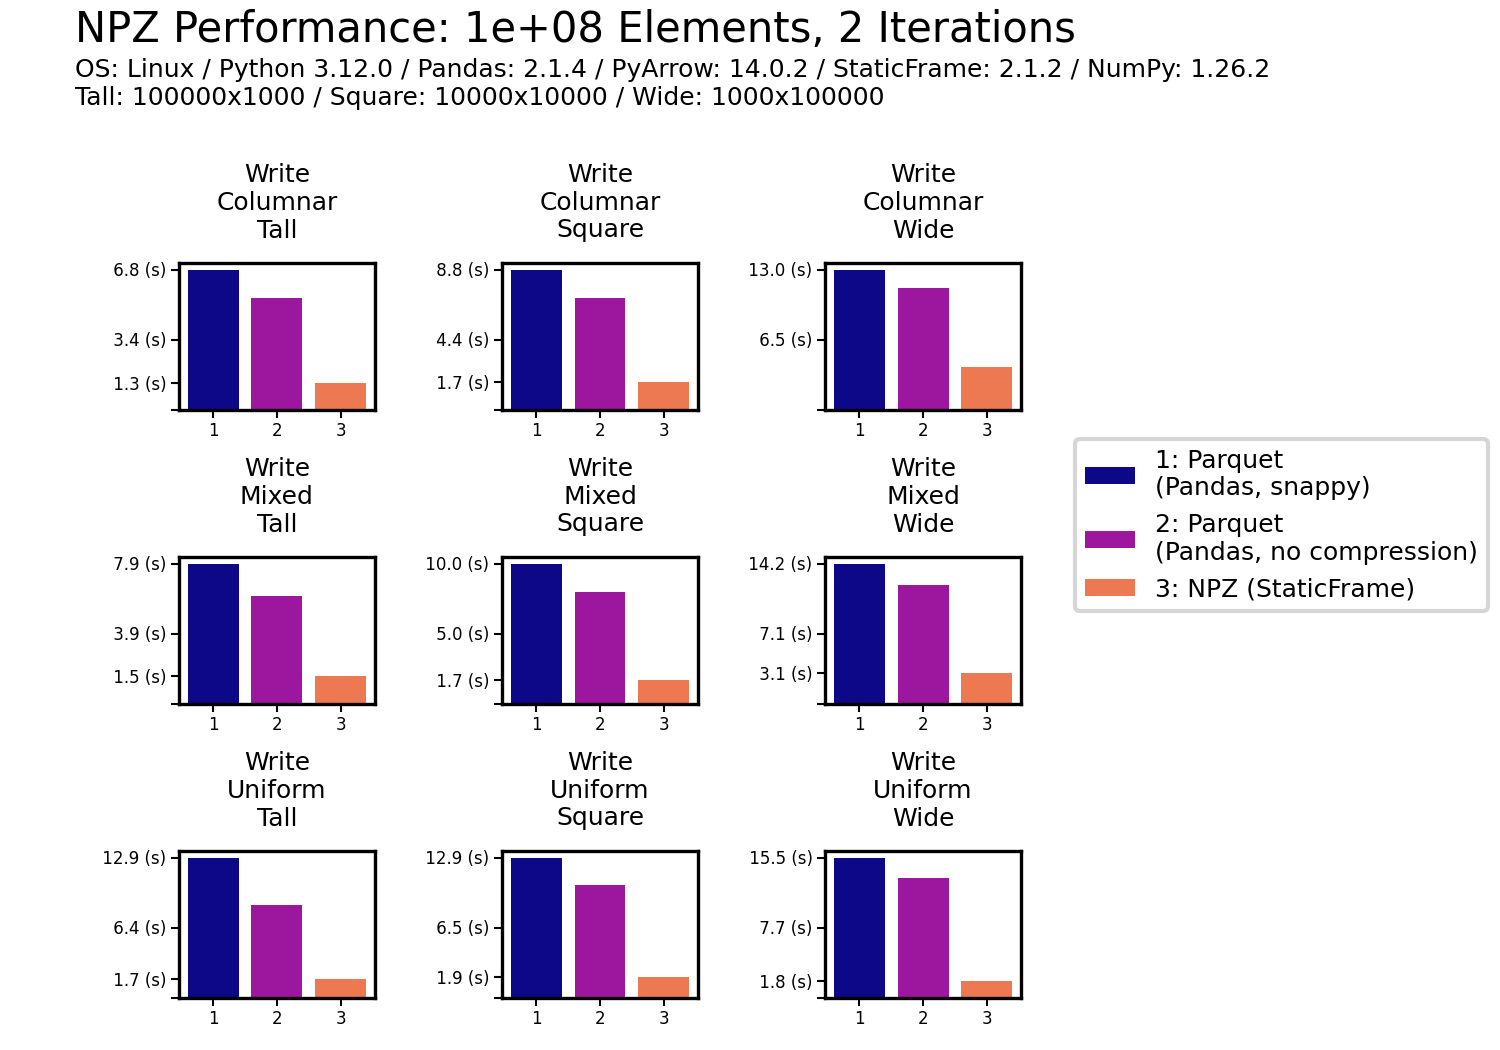 NPZ Performance: 1e+08 Elements, 2 Iterations
OS: Linux / Python 3.12.0 / Pandas: 2.1.4 / PyArrow: 14.0.2 / StaticFrame: 2.1.2 / NumPy: 1.26.2
Tall: 100000x1000 / Square: 10000x10000 / Wide: 1000x100000
Write
Columnar
Tall
6.8 (s)
3.4 (s)
1.3 (s)
1 2 3
Write
Columnar
Square
8.8 (s)
4.4 (s)
1.7 (s)
1 2 3
Write
Columnar
Wide
13.0 (s)
6.5 (s)
1 2 3
Write
Mixed
Tall
7.9 (s)
3.9 (s)
1.5 (s)
1 2 3
Write
Mixed
Square
10.0 (s)
5.0 (s)
1.7 (s)
1 2 3
Write
Mixed
Wide
14.2 (s)
7.1 (s)
3.1 (s)
1 2 3
Write
Uniform
Tall
12.9 (s)
6.4 (s)
1.7 (s)
1 2 3
Write
Uniform
Square
12.9 (s)
6.5 (s)
1.9 (s)
1 2 3
Write
Uniform
Wide
15.5 (s)
7.7 (s)
1.8 (s)
1 2 3
1: Parquet
(Pandas, snappy)
2: Parquet
(Pandas, no compression)
3: NPZ (StaticFrame)